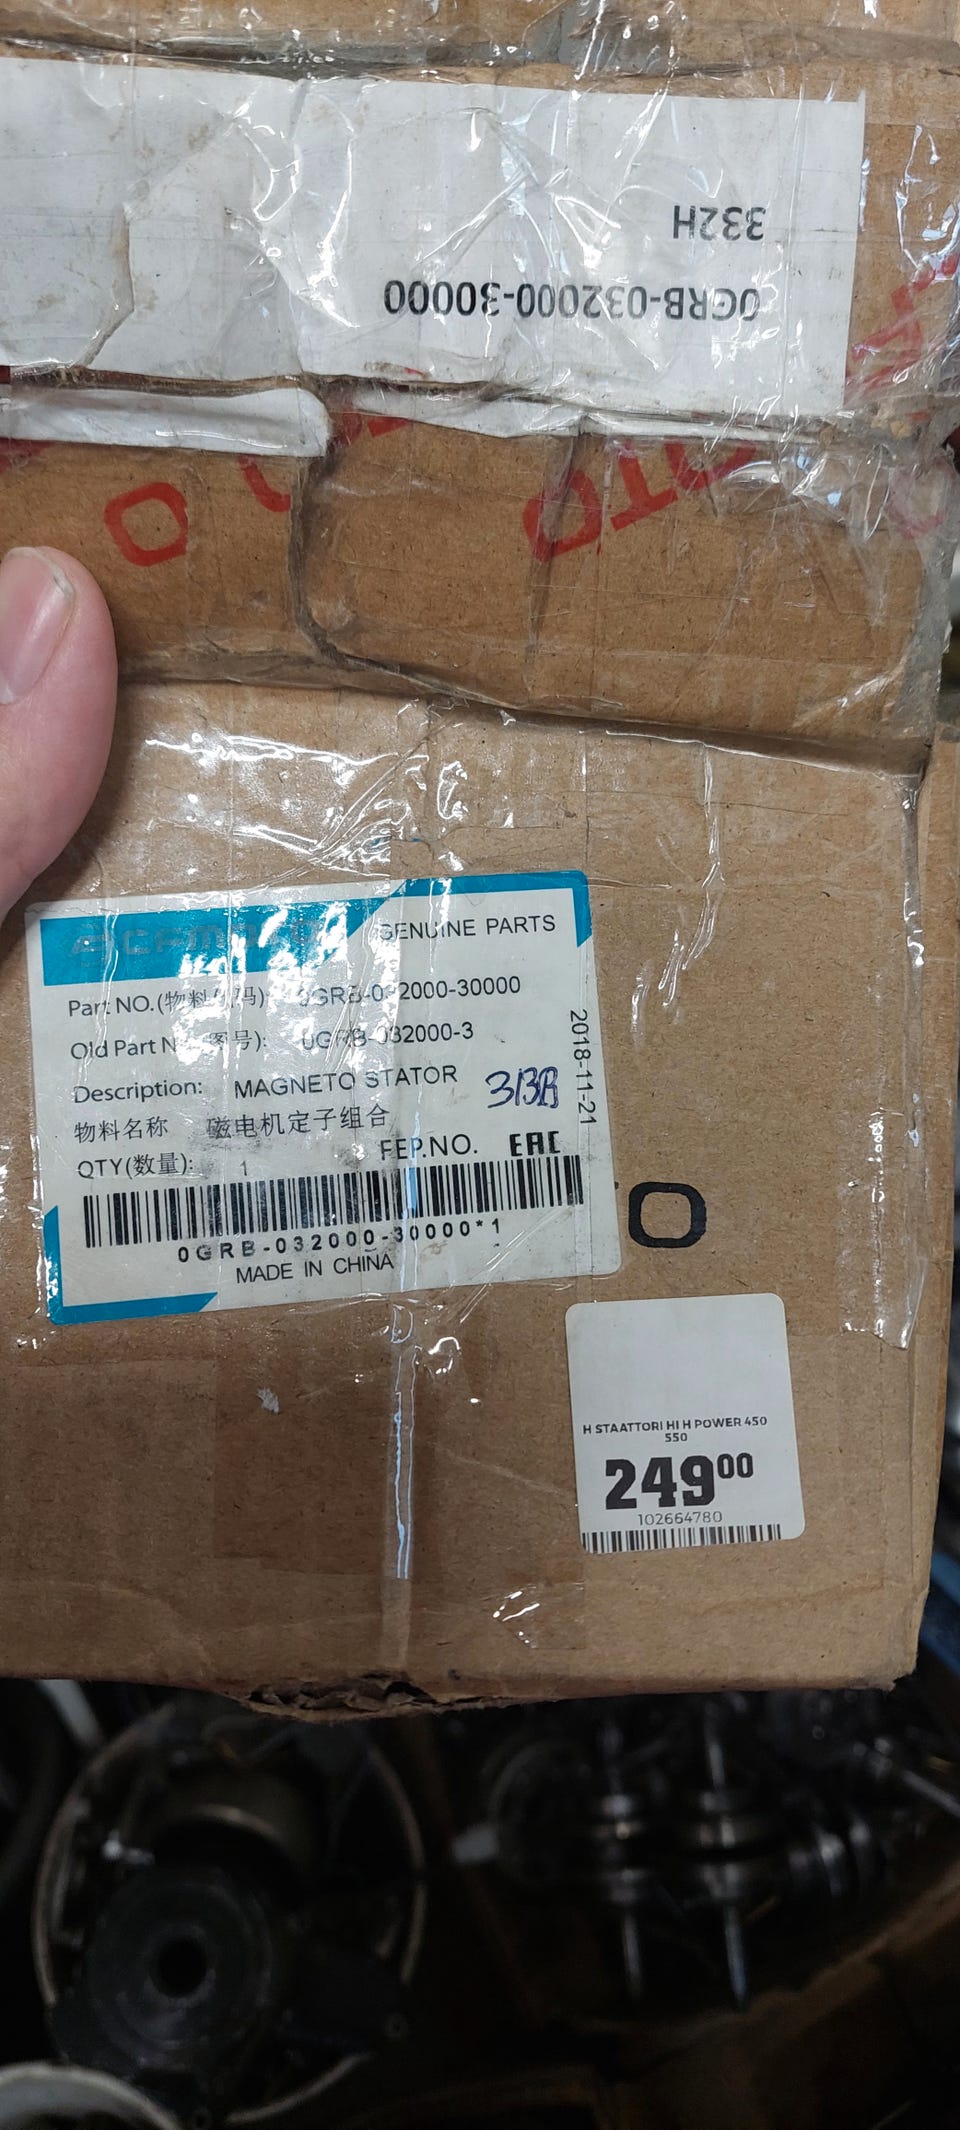 332H
0GRB-032000-30000
OTO
O
CFMOTO
GENUINE PARTS
Part NO.(物料代码): 0GRB-032000-30000
Old Part NO.(图号): 0GRB-032000-3
Description: MAGNETO STATOR
313B
2018-11-21
物料名称 磁电机定子组合
FEP.NO. EAC
QTY(数量): 1
0GRB-032000-30000*1
MADE IN CHINA
O
H STAATTORI HI H POWER 450
550
24900
102664780